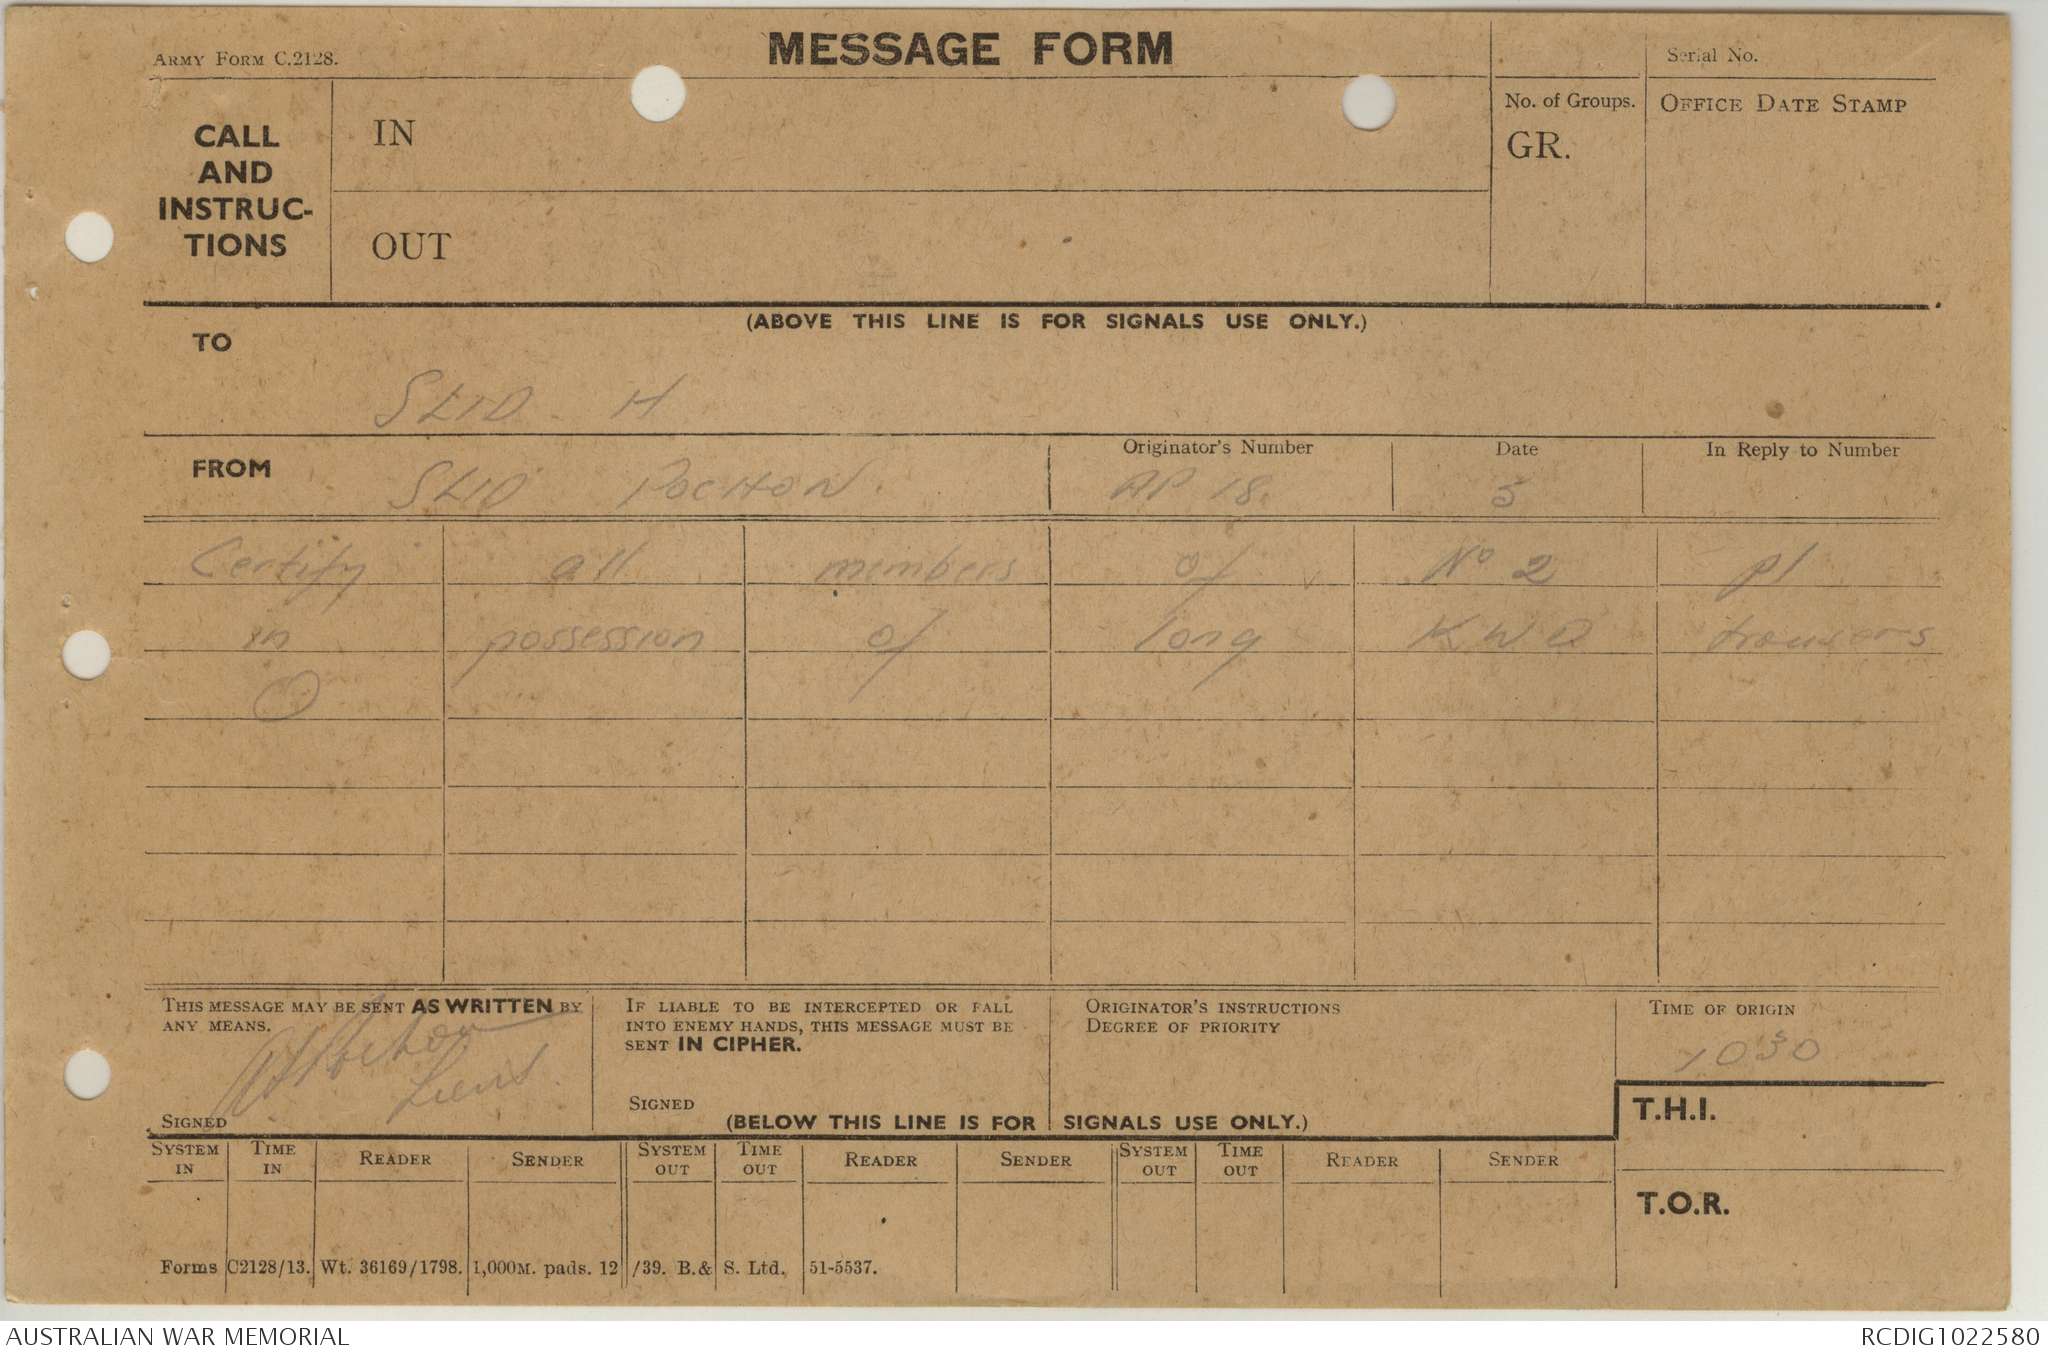 ARMY FORM C.2128.
MESSAGE FORM
Serial No.
CALL AND INSTRUC-TIONS
IN
OUT
No. of Groups.
GR.
OFFICE DATE STAMP
(ABOVE THIS LINE IS FOR SIGNALS USE ONLY.)
TO
SLID H
FROM
SLID POCHON.
Originator's Number
AP 18.
Date
5
In Reply to Number
Certify all members of No 2 pl
in possession of long KWD trousers
THIS MESSAGE MAY BE SENT AS WRITTEN BY
ANY MEANS.
Lieut.
SIGNED
IF LIABLE TO BE INTERCEPTED OR FALL
INTO ENEMY HANDS, THIS MESSAGE MUST BE
SENT IN CIPHER.
SIGNED
ORIGINATOR'S INSTRUCTIONS
DEGREE OF PRIORITY
TIME OF ORIGIN
1030
(BELOW THIS LINE IS FOR SIGNALS USE ONLY.)
T.H.I.
T.O.R.
SYSTEM IN
TIME IN
READER
SENDER
SYSTEM OUT
TIME OUT
READER
SENDER
SYSTEM OUT
TIME OUT
READER
SENDER
Forms C2128/13. Wt. 36169/1798. 1,000M. pads. 12/39. B.& S. Ltd. 51-5537.
AUSTRALIAN WAR MEMORIAL
RCDIG1022580